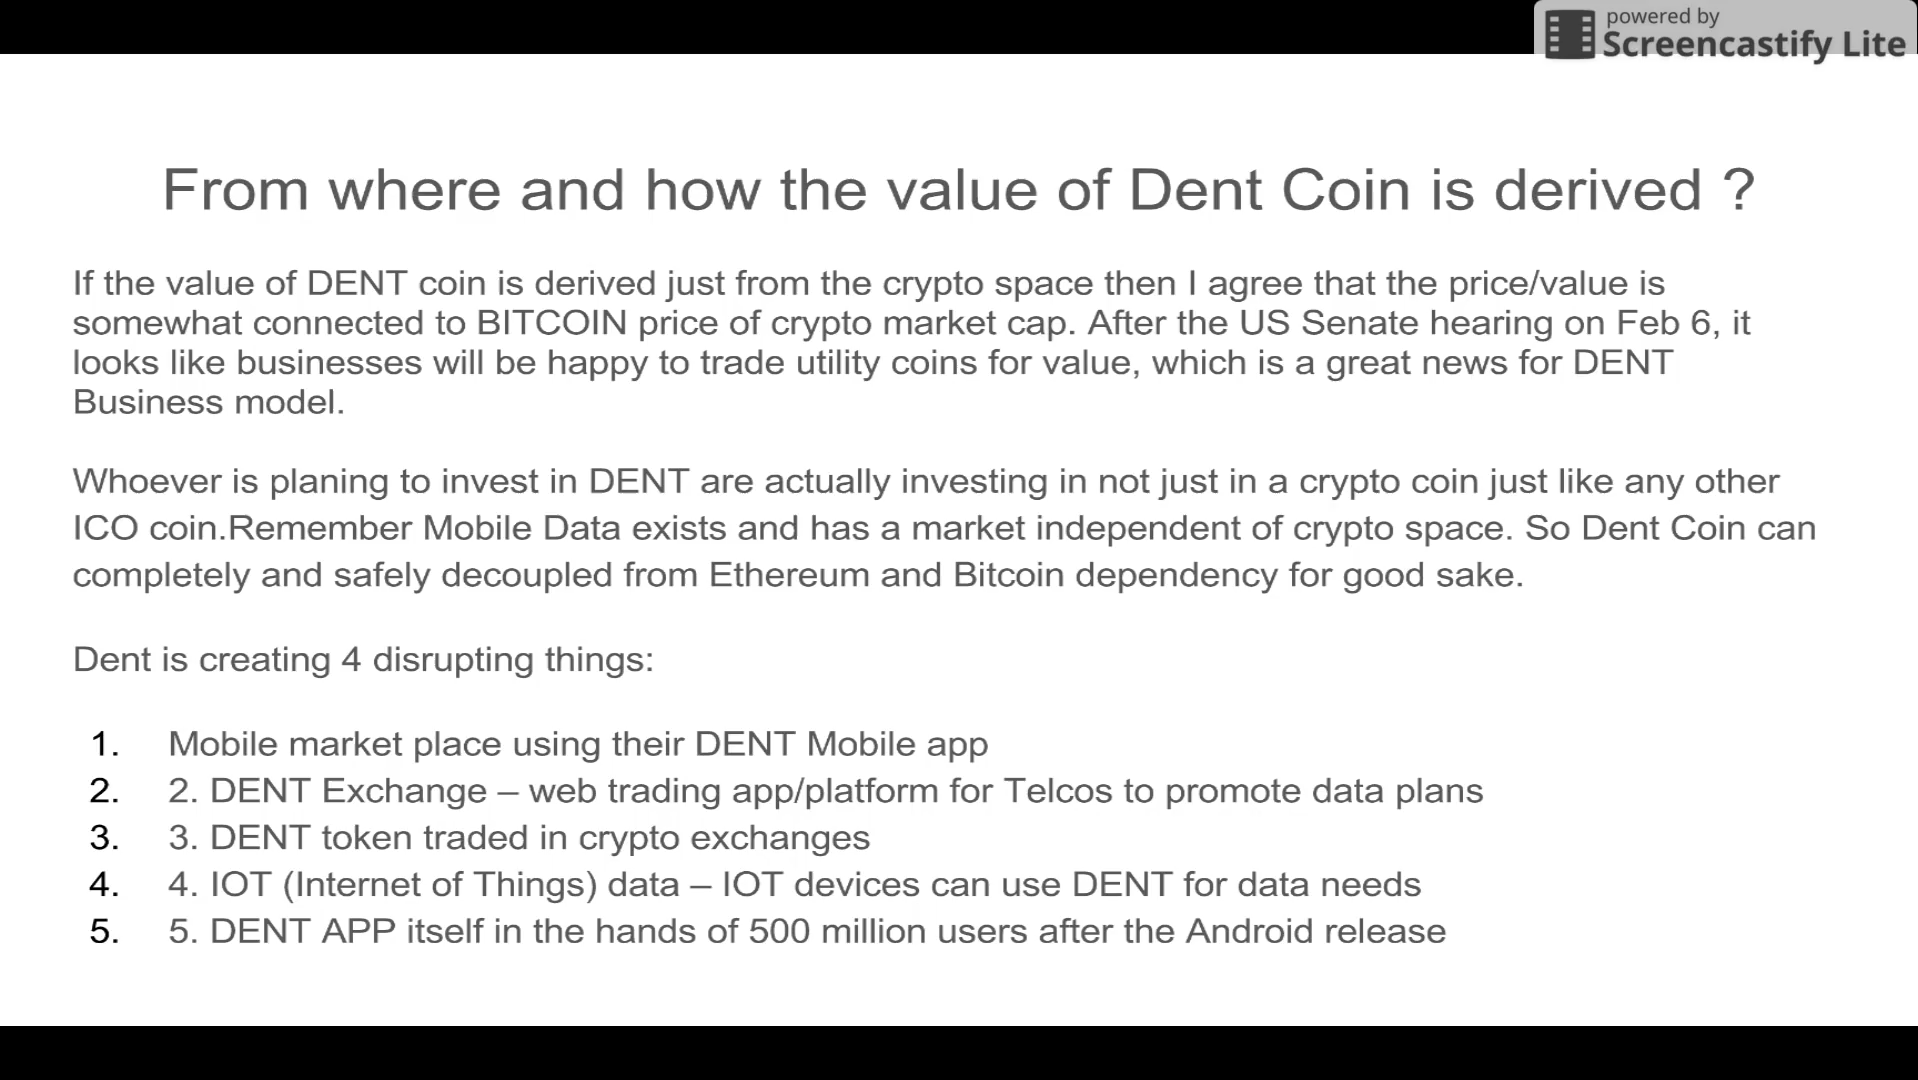 powered by
Screencastify Lite
From where and how the value of Dent Coin is derived ?
If the value of DENT coin is derived just from the crypto space then I agree that the price/value is
somewhat connected to BITCOIN price of crypto market cap. After the US Senate hearing on Feb 6, it
looks like businesses will be happy to trade utility coins for value, which is a great news for DENT
Business model.
Whoever is planing to invest in DENT are actually investing in not just in a crypto coin just like any other
ICO coin.Remember Mobile Data exists and has a market independent of crypto space. So Dent Coin can
completely and safely decoupled from Ethereum and Bitcoin dependency for good sake.
Dent is creating 4 disrupting things:
1. Mobile market place using their DENT Mobile app
2. 2. DENT Exchange – web trading app/platform for Telcos to promote data plans
3. 3. DENT token traded in crypto exchanges
4. 4. IOT (Internet of Things) data – IOT devices can use DENT for data needs
5. 5. DENT APP itself in the hands of 500 million users after the Android release